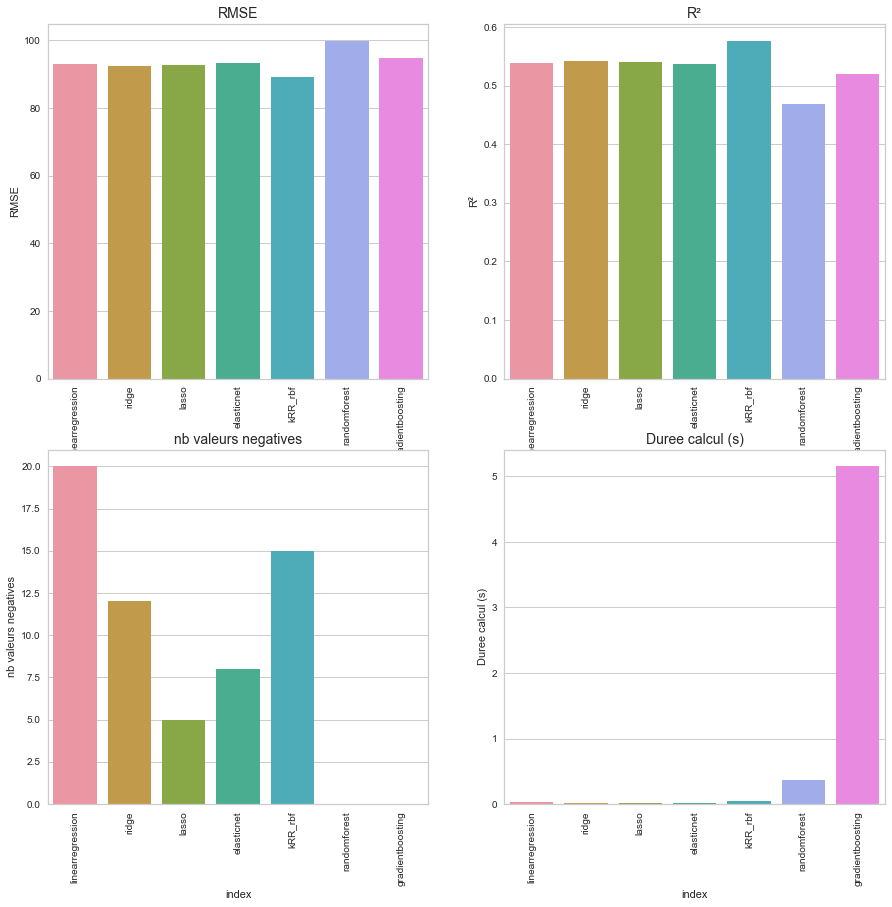 RMSE
R²
100
80
60
40
20
0
RMSE
0.6
0.5
0.4
0.3
0.2
0.1
0.0
R²
ridge
lasso
elasticnet
kRR_rbf
randomforest
ridge
lasso
elasticnet
kRR_rbf
randomforest
nb valeurs negatives
Duree calcul (s)
20.0
17.5
15.0
12.5
10.0
7.5
5.0
2.5
0.0
nb valeurs negatives
5
4
3
2
1
0
Duree calcul (s)
linearregression
ridge
lasso
elasticnet
kRR_rbf
randomforest
gradientboosting
linearregression
ridge
lasso
elasticnet
kRR_rbf
randomforest
gradientboosting
index
index